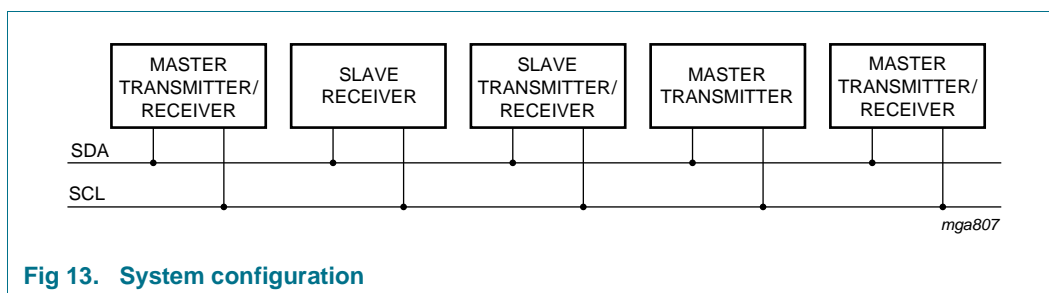 MASTER
TRANSMITTER/
RECEIVER
SLAVE
RECEIVER
SLAVE
TRANSMITTER/
RECEIVER
MASTER
TRANSMITTER
MASTER
TRANSMITTER/
RECEIVER
SDA
SCL
mga807
Fig 13. System configuration